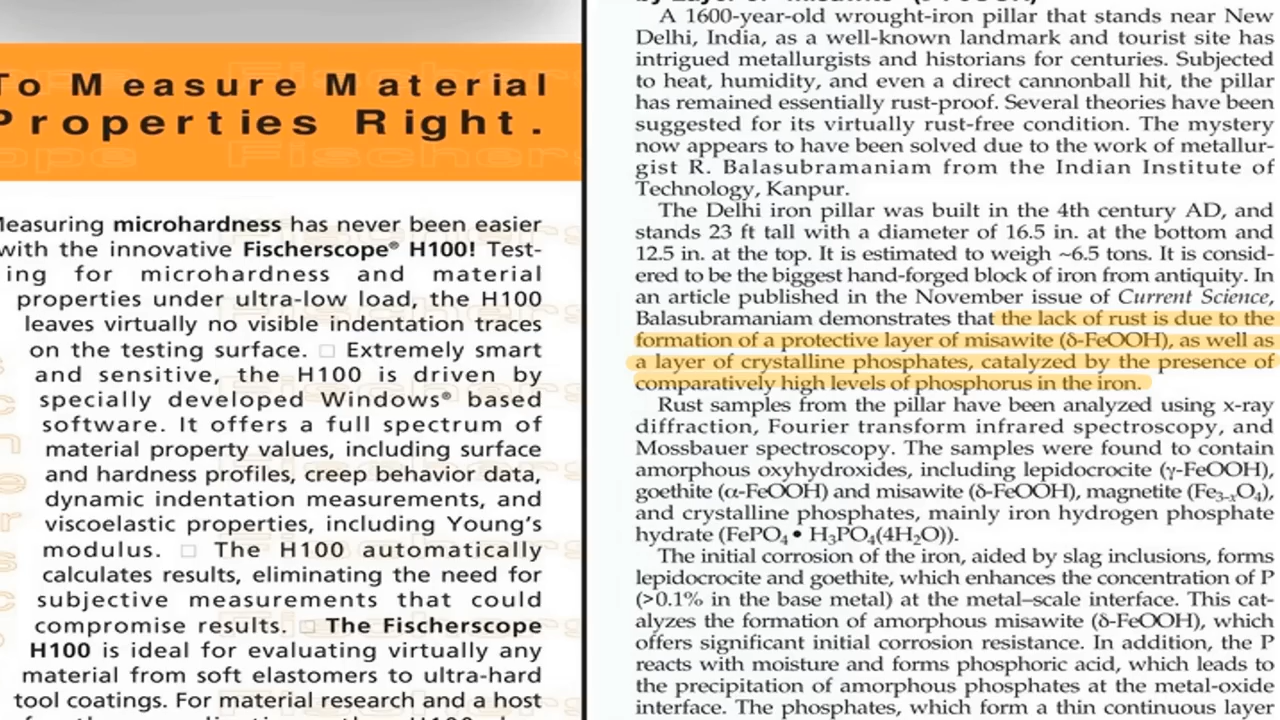 To Measure Material
Properties Right.
Measuring microhardness has never been easier
with the innovative Fischerscope® H100! Test-
ing for microhardness and material
properties under ultra-low load, the H100
leaves virtually no visible indentation traces
on the testing surface. □ Extremely smart
and sensitive, the H100 is driven by
specially developed Windows® based
software. It offers a full spectrum of
material property values, including surface
and hardness profiles, creep behavior data,
dynamic indentation measurements, and
viscoelastic properties, including Young's
modulus. □ The H100 automatically
calculates results, eliminating the need for
subjective measurements that could
compromise results. □ The Fischerscope
H100 is ideal for evaluating virtually any
material from soft elastomers to ultra-hard
tool coatings. For material research and a host
A 1600-year-old wrought-iron pillar that stands near New
Delhi, India, as a well-known landmark and tourist site has
intrigued metallurgists and historians for centuries. Subjected
to heat, humidity, and even a direct cannonball hit, the pillar
has remained essentially rust-proof. Several theories have been
suggested for its virtually rust-free condition. The mystery
now appears to have been solved due to the work of metallur-
gist R. Balasubramaniam from the Indian Institute of
Technology, Kanpur.
The Delhi iron pillar was built in the 4th century AD, and
stands 23 ft tall with a diameter of 16.5 in. at the bottom and
12.5 in. at the top. It is estimated to weigh ~6.5 tons. It is consid-
ered to be the biggest hand-forged block of iron from antiquity. In
an article published in the November issue of Current Science,
Balasubramaniam demonstrates that the lack of rust is due to the
formation of a protective layer of misawite (δ-FeOOH), as well as
a layer of crystalline phosphates, catalyzed by the presence of
comparatively high levels of phosphorus in the iron.
Rust samples from the pillar have been analyzed using x-ray
diffraction, Fourier transform infrared spectroscopy, and
Mossbauer spectroscopy. The samples were found to contain
amorphous oxyhydroxides, including lepidocrocite (γ-FeOOH),
goethite (α-FeOOH) and misawite (δ-FeOOH), magnetite (Fe₃₋ₓO₄),
and crystalline phosphates, mainly iron hydrogen phosphate
hydrate (FePO₄ • H₃PO₄(4H₂O)).
The initial corrosion of the iron, aided by slag inclusions, forms
lepidocrocite and goethite, which enhances the concentration of P
(>0.1% in the base metal) at the metal–scale interface. This cat-
alyzes the formation of amorphous misawite (δ-FeOOH), which
offers significant initial corrosion resistance. In addition, the P
reacts with moisture and forms phosphoric acid, which leads to
the precipitation of amorphous phosphates at the metal-oxide
interface. The phosphates, which form a thin continuous layer